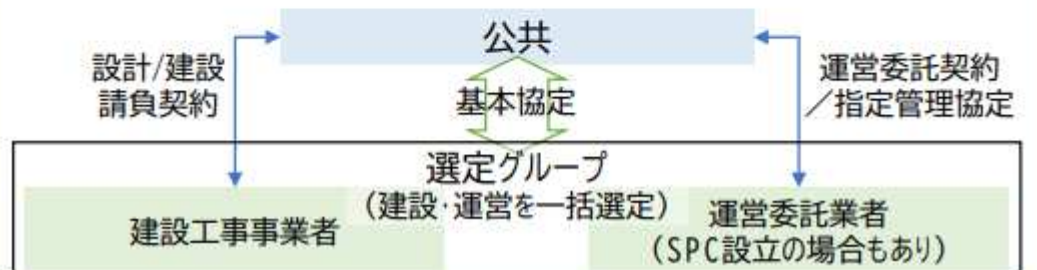 公共
設計/建設
請負契約
基本協定
運営委託契約
／指定管理協定
選定グループ
（建設・運営を一括選定）
建設工事事業者
運営委託業者
（SPC設立の場合もあり）